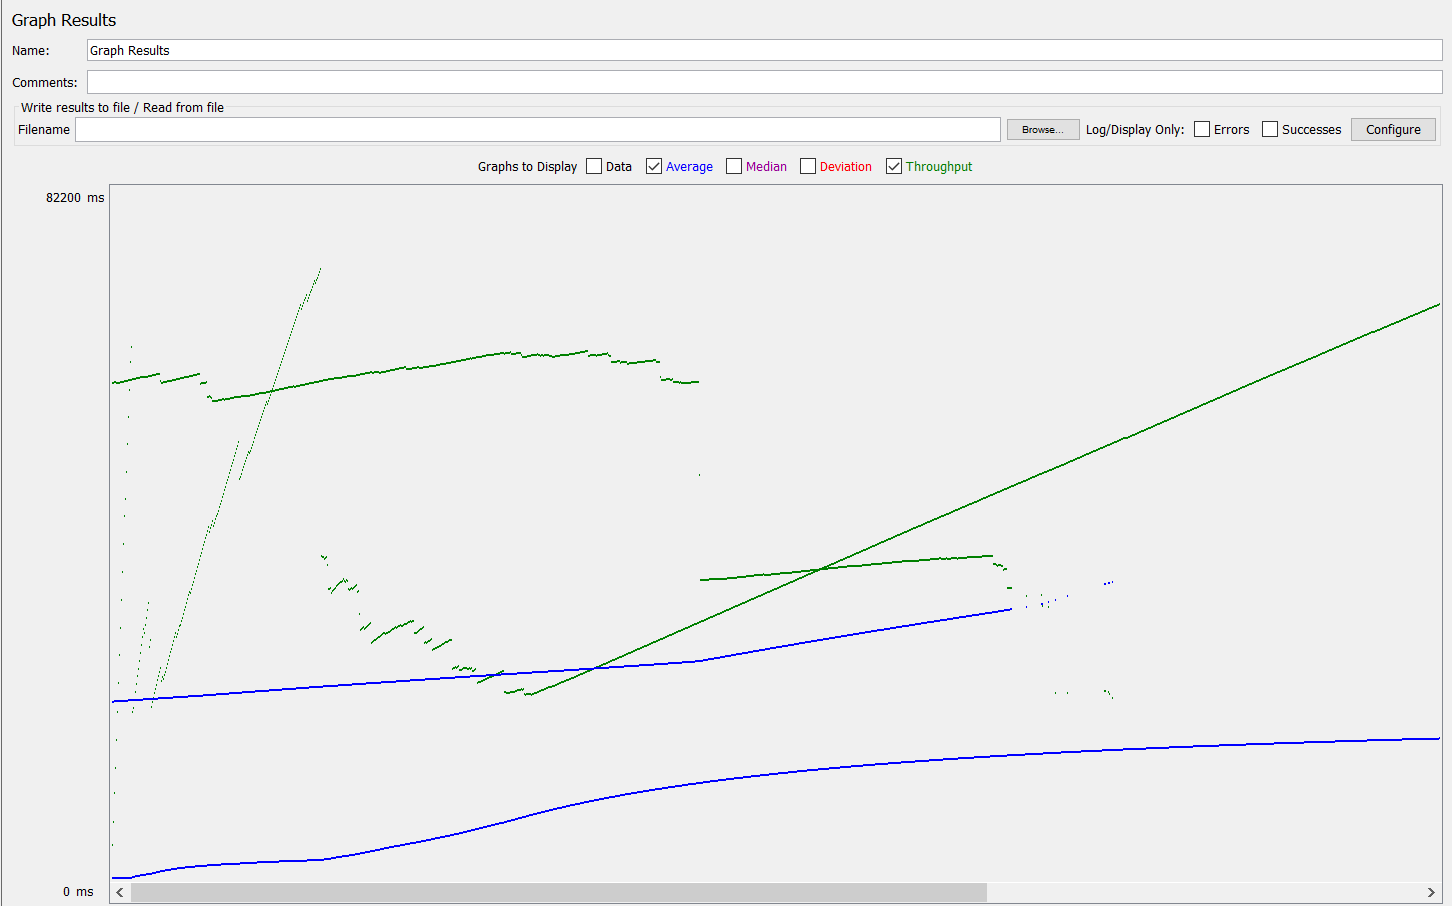 Graph Results
Name: Graph Results
Comments:
Write results to file / Read from file
Filename Browse... Log/Display Only: Errors Successes Configure
Graphs to Display Data Average Median Deviation Throughput
82200 ms
0 ms